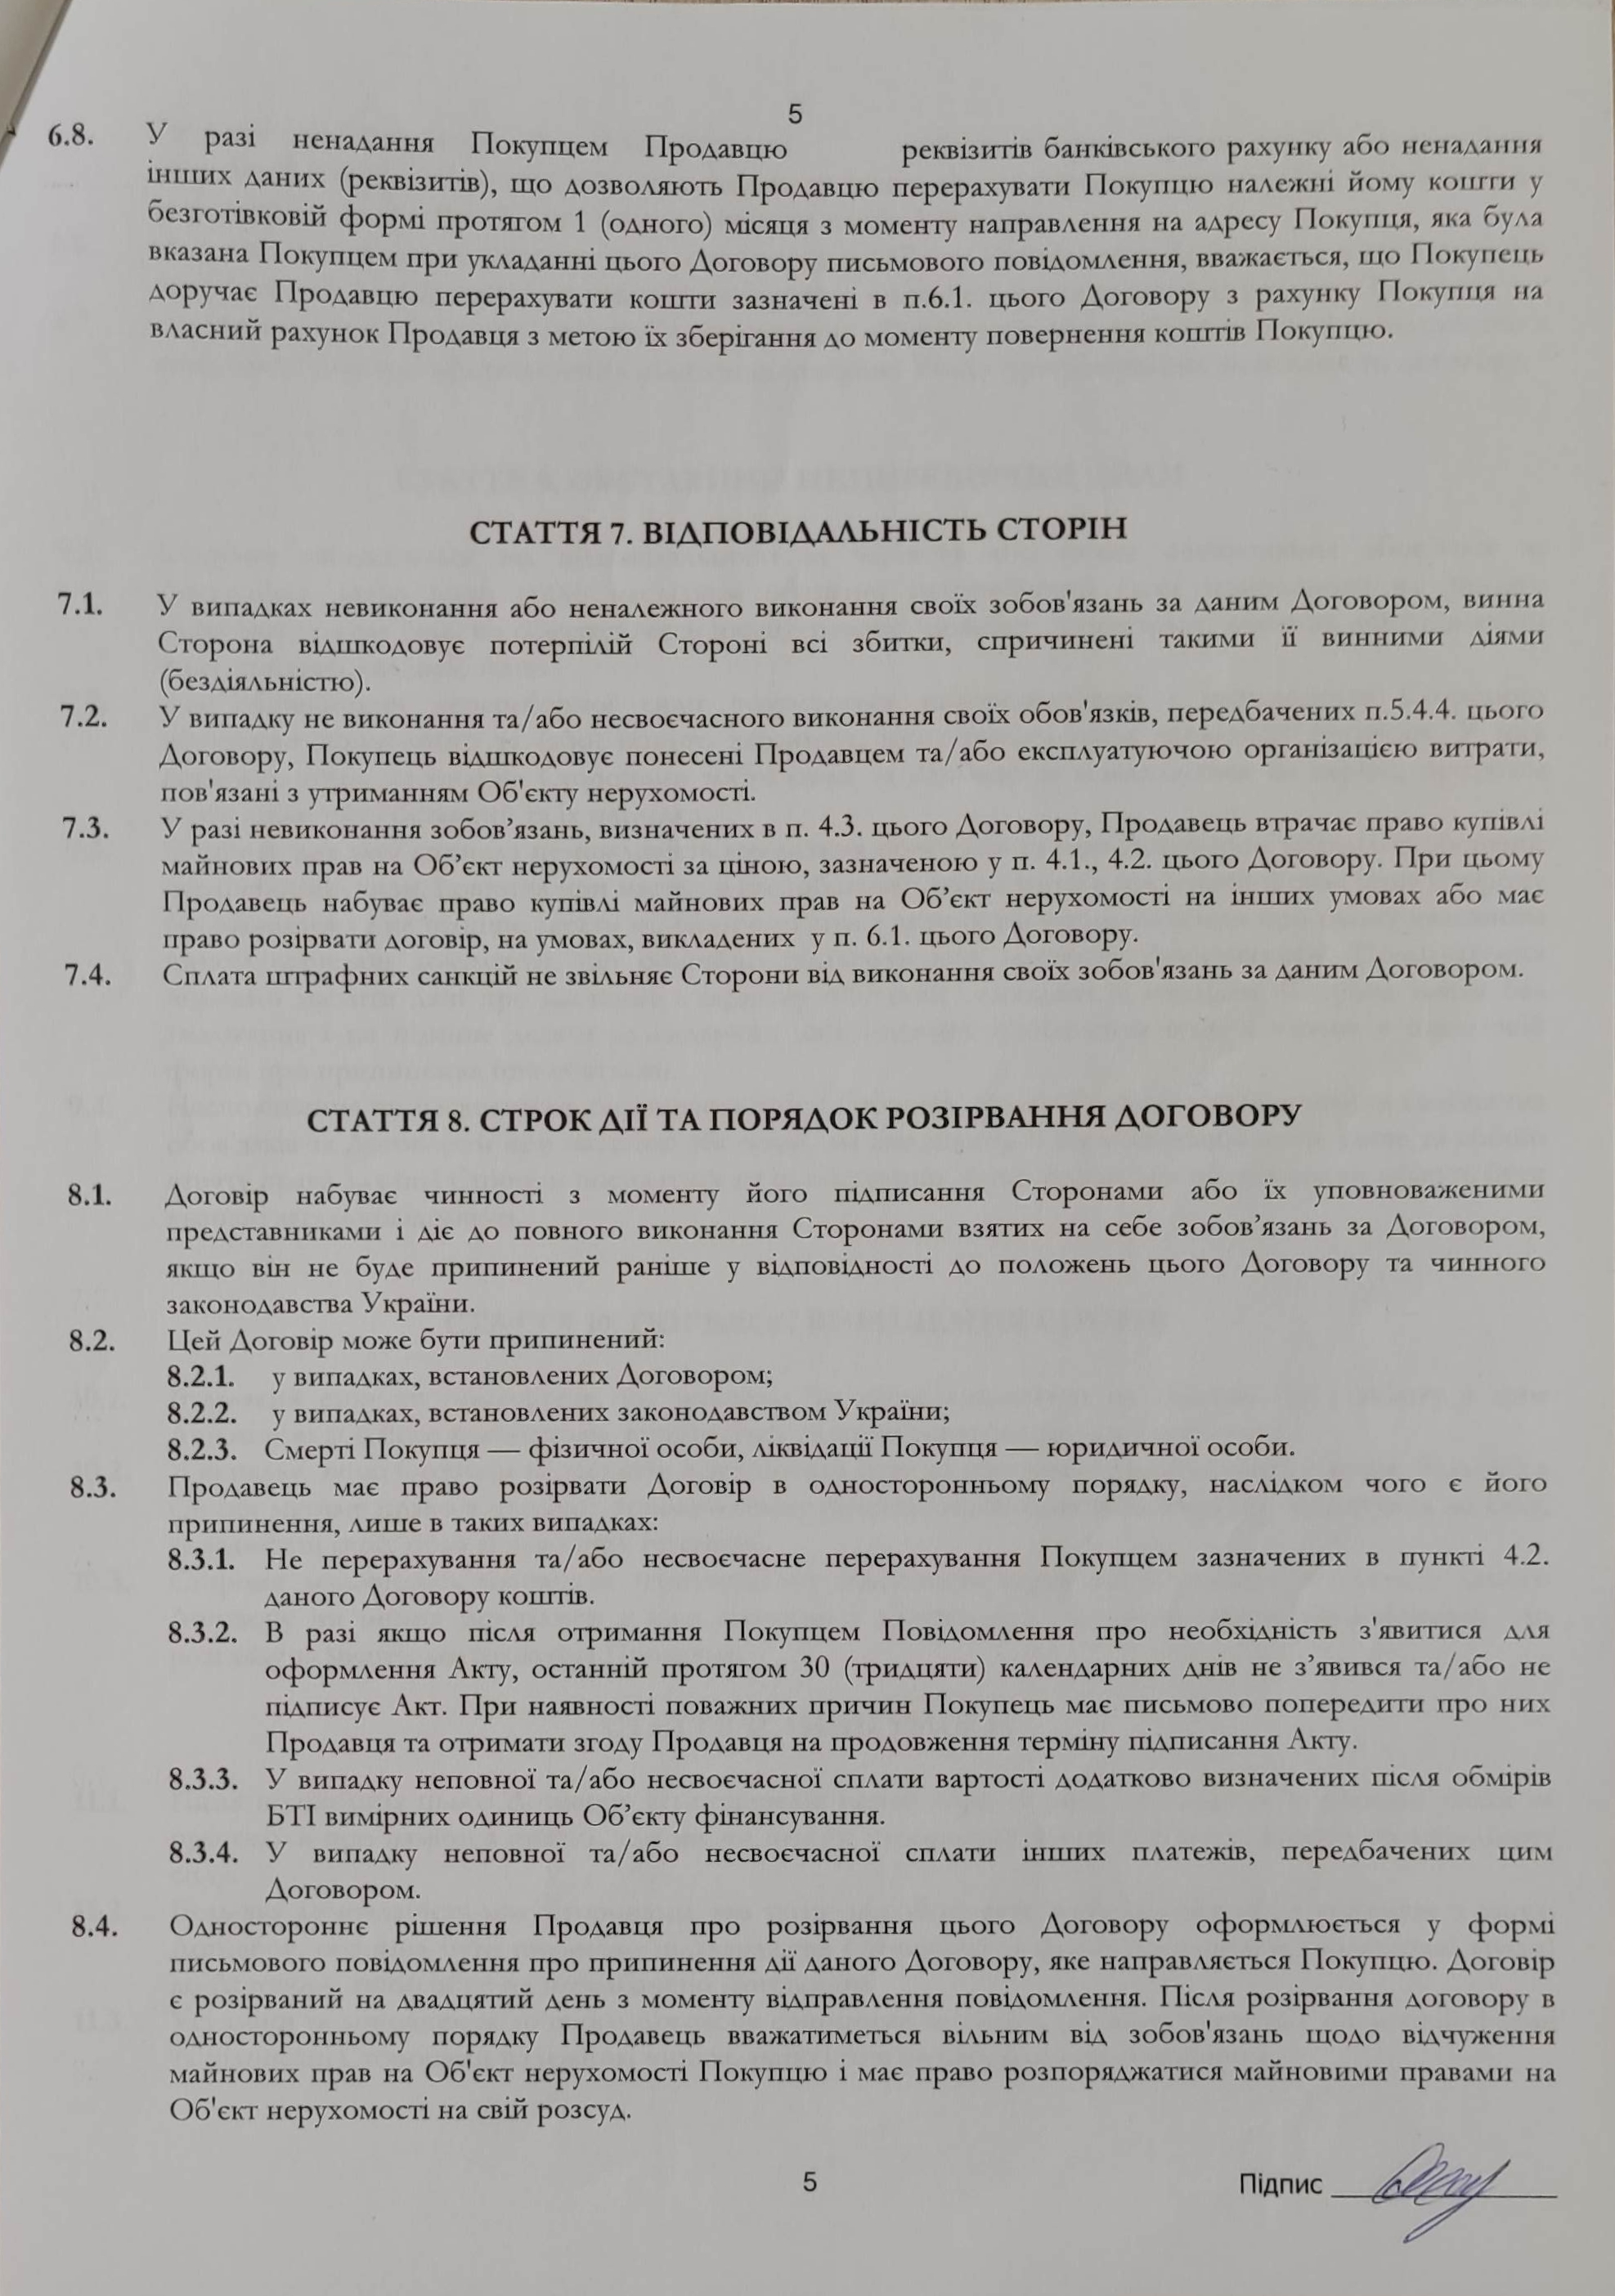 5
6.8. У разі ненадання Покупцем Продавцю реквізитів банківського рахунку або ненадання
інших даних (реквізитів), що дозволяють Продавцю перерахувати Покупцю належні йому кошти у
безготівковій формі протягом 1 (одного) місяця з моменту направлення на адресу Покупця, яка була
вказана Покупцем при укладанні цього Договору письмового повідомлення, вважається, що Покупець
доручає Продавцю перерахувати кошти зазначені в п.6.1. цього Договору з рахунку Покупця на
власний рахунок Продавця з метою їх зберігання до моменту повернення коштів Покупцю.
СТАТТЯ 7. ВІДПОВІДАЛЬНІСТЬ СТОРІН
7.1. У випадках невиконання або неналежного виконання своїх зобов'язань за даним Договором, винна
Сторона відшкодовує потерпілій Стороні всі збитки, спричинені такими її винними діями
(бездіяльністю).
7.2. У випадку не виконання та/або несвоєчасного виконання своїх обов'язків, передбачених п.5.4.4. цього
Договору, Покупець відшкодовує понесені Продавцем та/або експлуатуючою організацією витрати,
пов'язані з утриманням Об'єкту нерухомості.
7.3. У разі невиконання зобов’язань, визначених в п. 4.3. цього Договору, Продавець втрачає право купівлі
майнових прав на Об’єкт нерухомості за ціною, зазначеною у п. 4.1., 4.2. цього Договору. При цьому
Продавець набуває право купівлі майнових прав на Об’єкт нерухомості на інших умовах або має
право розірвати договір, на умовах, викладених у п. 6.1. цього Договору.
7.4. Сплата штрафних санкцій не звільняє Сторони від виконання своїх зобов'язань за даним Договором.
СТАТТЯ 8. СТРОК ДІЇ ТА ПОРЯДОК РОЗІРВАННЯ ДОГОВОРУ
8.1. Договір набуває чинності з моменту його підписання Сторонами або їх уповноваженими
представниками і діє до повного виконання Сторонами взятих на себе зобов’язань за Договором,
якщо він не буде припинений раніше у відповідності до положень цього Договору та чинного
законодавства України.
8.2. Цей Договір може бути припинений:
8.2.1. у випадках, встановлених Договором;
8.2.2. у випадках, встановлених законодавством України;
8.2.3. Смерті Покупця — фізичної особи, ліквідації Покупця — юридичної особи.
8.3. Продавець має право розірвати Договір в односторонньому порядку, наслідком чого є його
припинення, лише в таких випадках:
8.3.1. Не перерахування та/або несвоєчасне перерахування Покупцем зазначених в пункті 4.2.
даного Договору коштів.
8.3.2. В разі якщо після отримання Покупцем Повідомлення про необхідність з'явитися для
оформлення Акту, останній протягом 30 (тридцяти) календарних днів не з’явився та/або не
підписує Акт. При наявності поважних причин Покупець має письмово попередити про них
Продавця та отримати згоду Продавця на продовження терміну підписання Акту.
8.3.3. У випадку неповної та/або несвоєчасної сплати вартості додатково визначених після обмірів
БТІ вимірних одиниць Об’єкту фінансування.
8.3.4. У випадку неповної та/або несвоєчасної сплати інших платежів, передбачених цим
Договором.
8.4. Одностороннє рішення Продавця про розірвання цього Договору оформлюється у формі
письмового повідомлення про припинення дії даного Договору, яке направляється Покупцю. Договір
є розірваний на двадцятий день з моменту відправлення повідомлення. Після розірвання договору в
односторонньому порядку Продавець вважатиметься вільним від зобов'язань щодо відчуження
майнових прав на Об'єкт нерухомості Покупцю і має право розпоряджатися майновими правами на
Об'єкт нерухомості на свій розсуд.
5
Підпис